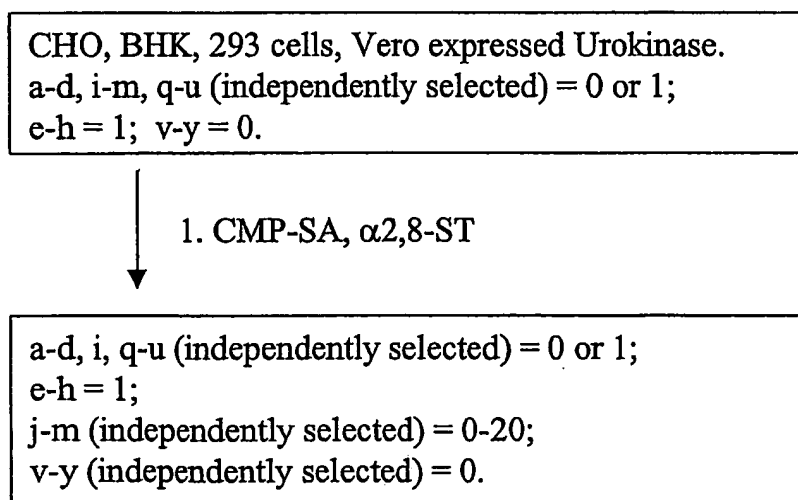 CHO, BHK, 293 cells, Vero expressed Urokinase.
a-d, i-m, q-u (independently selected) = 0 or 1;
e-h = 1; v-y = 0.
1. CMP-SA, α2,8-ST
a-d, i, q-u (independently selected) = 0 or 1;
e-h = 1;
j-m (independently selected) = 0-20;
v-y (independently selected) = 0.